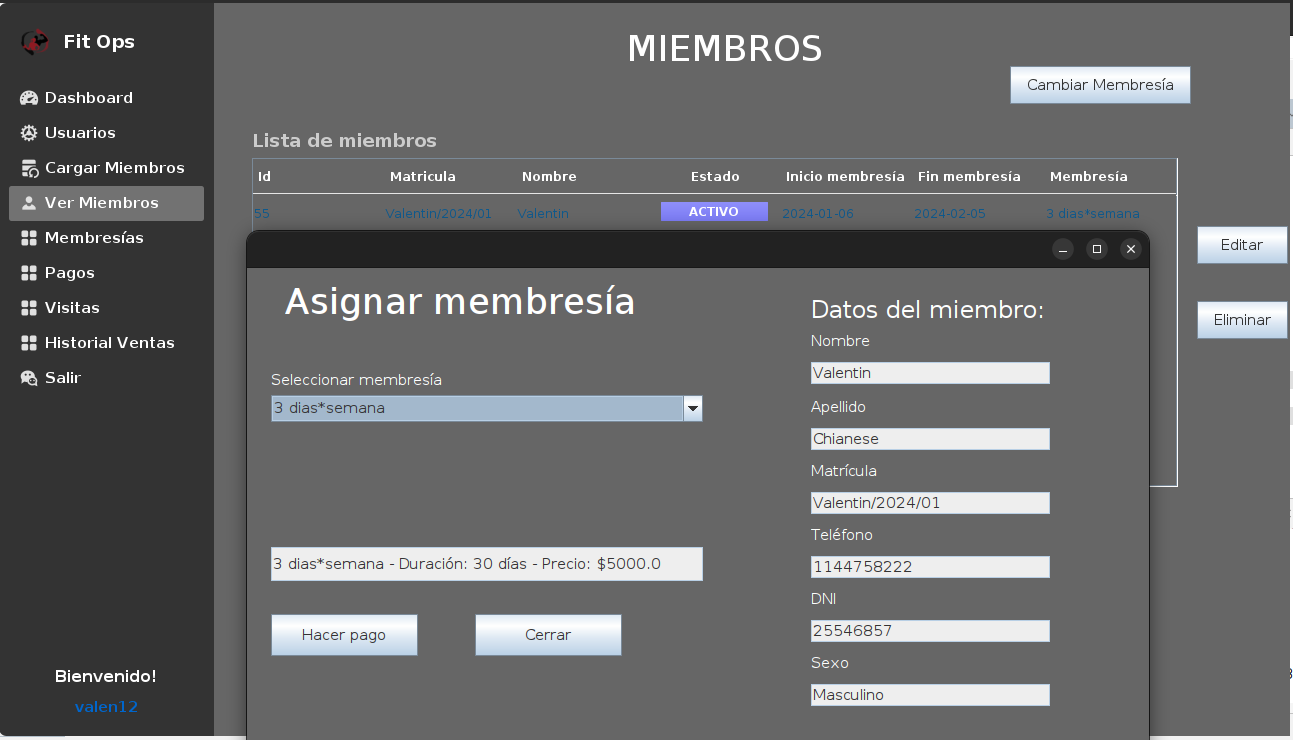 Fit Ops
Dashboard
Usuarios
Cargar Miembros
Ver Miembros
Membresías
Pagos
Visitas
Historial Ventas
Salir
Bienvenido!
valen12
MIEMBROS
Cambiar Membresía
Lista de miembros
Id Matricula Nombre Estado Inicio membresía Fin membresía Membresía
55 Valentin/2024/01 Valentin ACTIVO 2024-01-06 2024-02-05 3 dias*semana
Editar
Eliminar
Asignar membresía
Seleccionar membresía
3 dias*semana
3 dias*semana - Duración: 30 días - Precio: $5000.0
Hacer pago
Cerrar
Datos del miembro:
Nombre
Valentin
Apellido
Chianese
Matrícula
Valentin/2024/01
Teléfono
1144758222
DNI
25546857
Sexo
Masculino